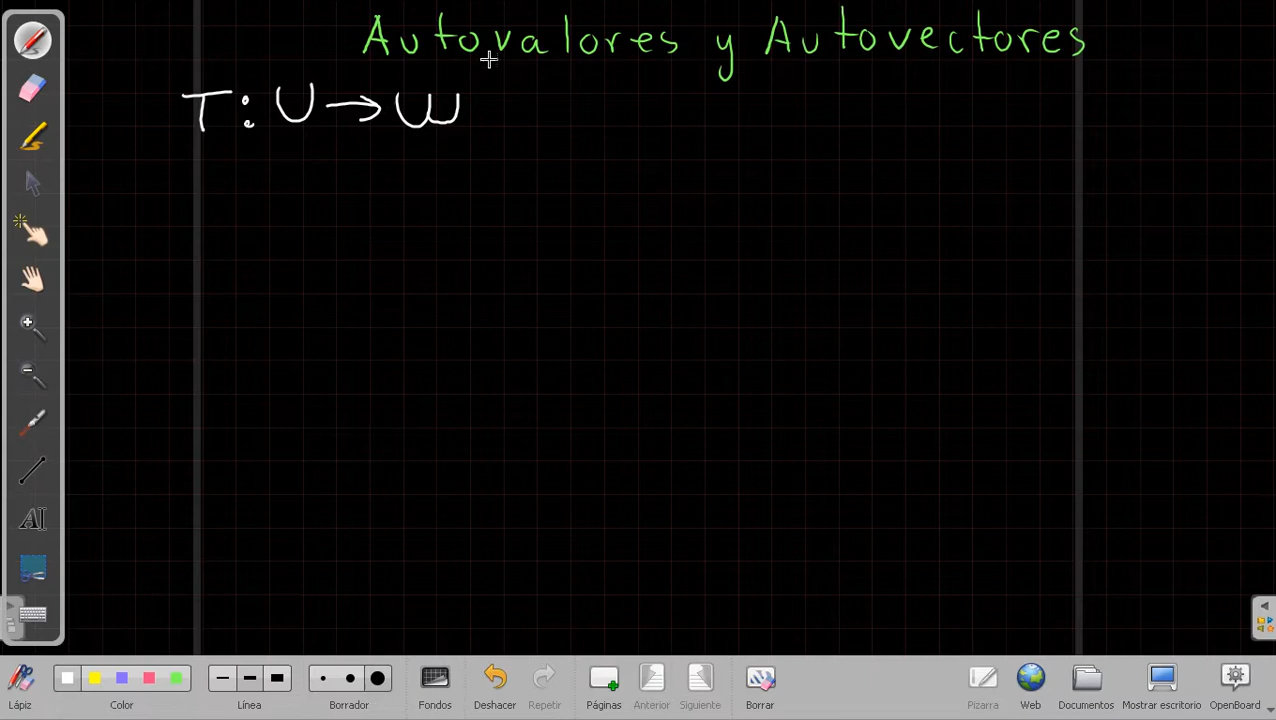 Autovalores y Autovectores
T: U → W
Lápiz
Color
Línea
Borrador
Fondos
Deshacer
Repetir
Páginas
Anterior
Siguiente
Borrar
Pizarra
Web
Documentos
Mostrar escritorio
OpenBoard